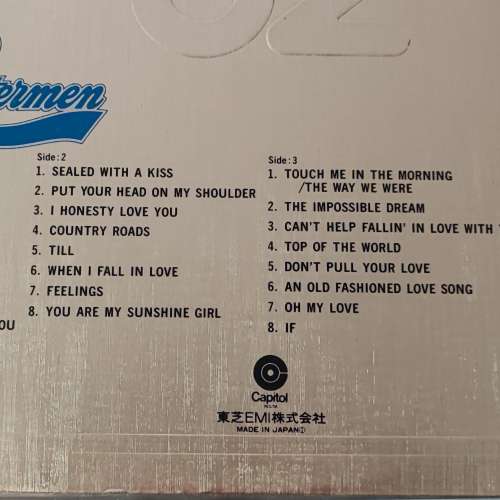 62
termen
Side:2
1. SEALED WITH A KISS
2. PUT YOUR HEAD ON MY SHOULDER
3. I HONESTY LOVE YOU
4. COUNTRY ROADS
5. TILL
6. WHEN I FALL IN LOVE
7. FEELINGS
8. YOU ARE MY SUNSHINE GIRL
OU
Side:3
1. TOUCH ME IN THE MORNING
/THE WAY WE WERE
2. THE IMPOSSIBLE DREAM
3. CAN'T HELP FALLIN' IN LOVE WITH
4. TOP OF THE WORLD
5. DON'T PULL YOUR LOVE
6. AN OLD FASHIONED LOVE SONG
7. OH MY LOVE
8. IF
Capitol
東芝EMI株式会社
MADE IN JAPAN